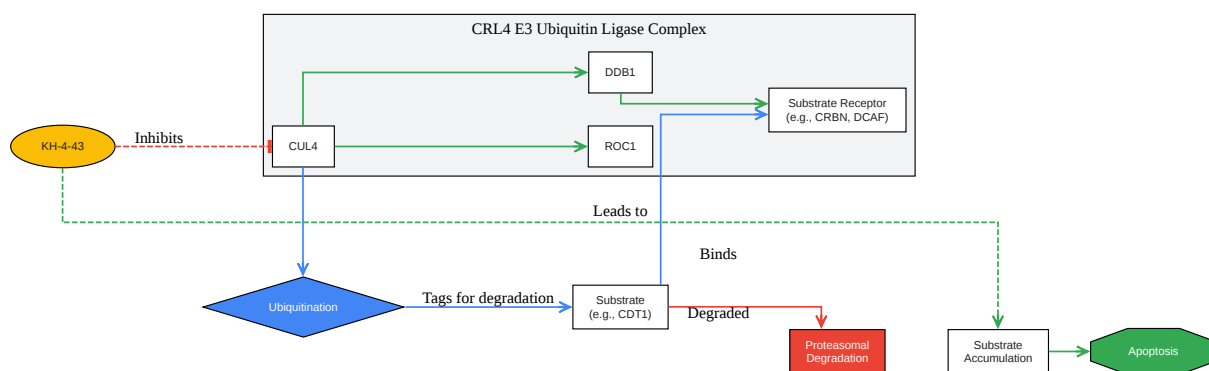 CRL4 E3 Ubiquitin Ligase Complex
DDB1
Substrate Receptor
(e.g., CRBN, DCAF)
KH-4-43
Inhibits
CUL4
ROC1
Leads to
Binds
Ubiquitination
Tags for degradation
Substrate
(e.g., CDT1)
Degraded
Proteasomal
Degradation
Substrate
Accumulation
Apoptosis